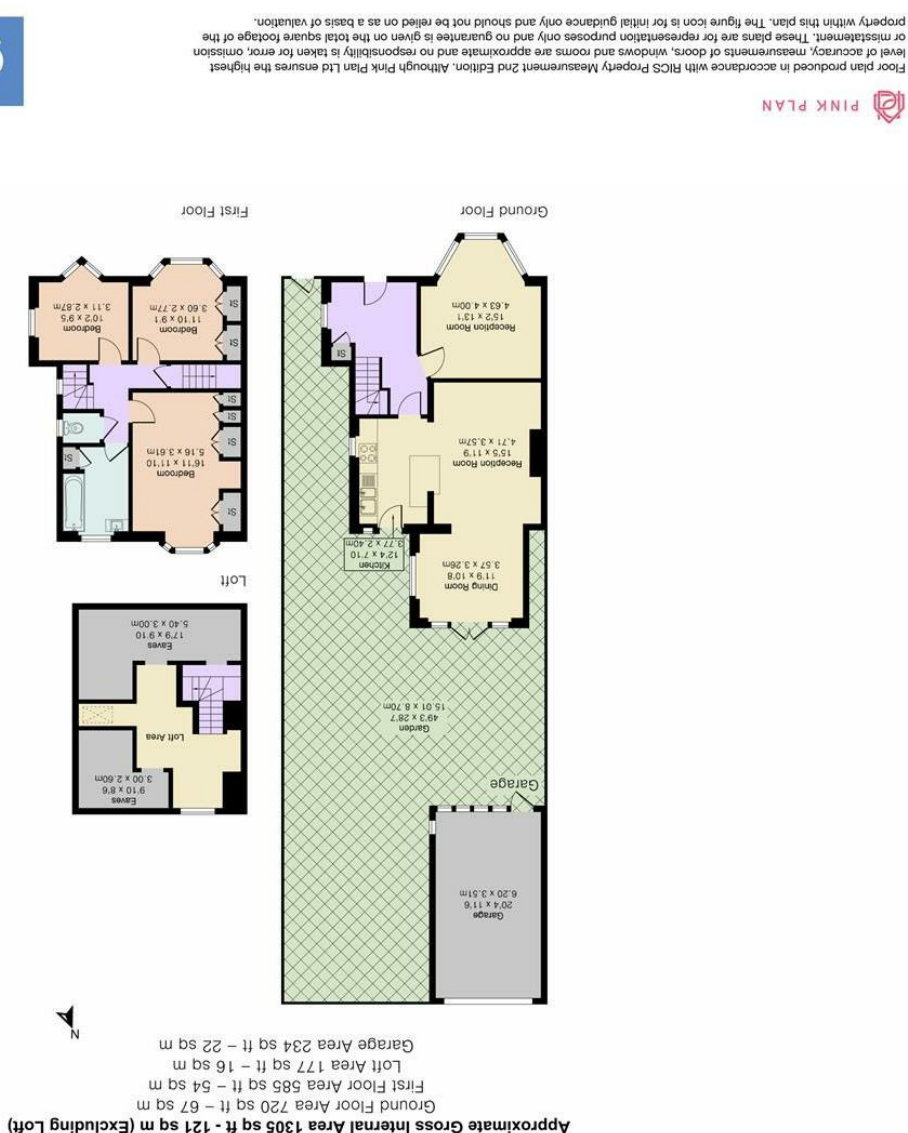 Approximate Gross Internal Area 1305 sq ft - 121 sq m (Excluding Loft)
Ground Floor Area 720 sq ft – 67 sq m
First Floor Area 585 sq ft – 54 sq m
Loft Area 177 sq ft – 16 sq m
Garage Area 234 sq ft – 22 sq m
N
Garage
20'4 x 11'6
6.20 x 3.51m
Garage
Garden
49'3 x 28'7
15.01 x 8.70m
Dining Room
11'9 x 10'8
3.57 x 3.26m
Kitchen
12'4 x 7'10
3.77 x 2.40m
Reception Room
15'5 x 11'9
4.71 x 3.57m
St
Reception Room
15'2 x 13'1
4.63 x 4.00m
Ground Floor
Eaves
9'10 x 8'6
3.00 x 2.60m
Loft Area
Eaves
17'9 x 9'10
5.40 x 3.00m
Loft
St
St
Bedroom
16'11 x 11'10
5.16 x 3.61m
St
St
St
St
St
Bedroom
11'10 x 9'1
3.60 x 2.77m
Bedroom
10'2 x 9'5
3.11 x 2.87m
First Floor
PINK PLAN
Floor plan produced in accordance with RICS Property Measurement 2nd Edition. Although Pink Plan Ltd ensures the highest
level of accuracy, measurements of doors, windows and rooms are approximate and no responsibility is taken for error, omission
or misstatement. These plans are for representation purposes only and no guarantee is given on the total square footage of the
property within this plan. The figure icon is for initial guidance only and should not be relied on as a basis of valuation.